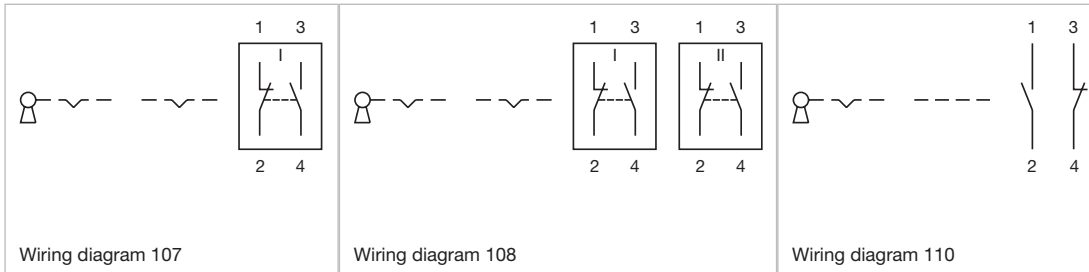 1 3
I
2 4
Wiring diagram 107
1 3 1 3
I II
2 4 2 4
Wiring diagram 108
1 3
2 4
Wiring diagram 110